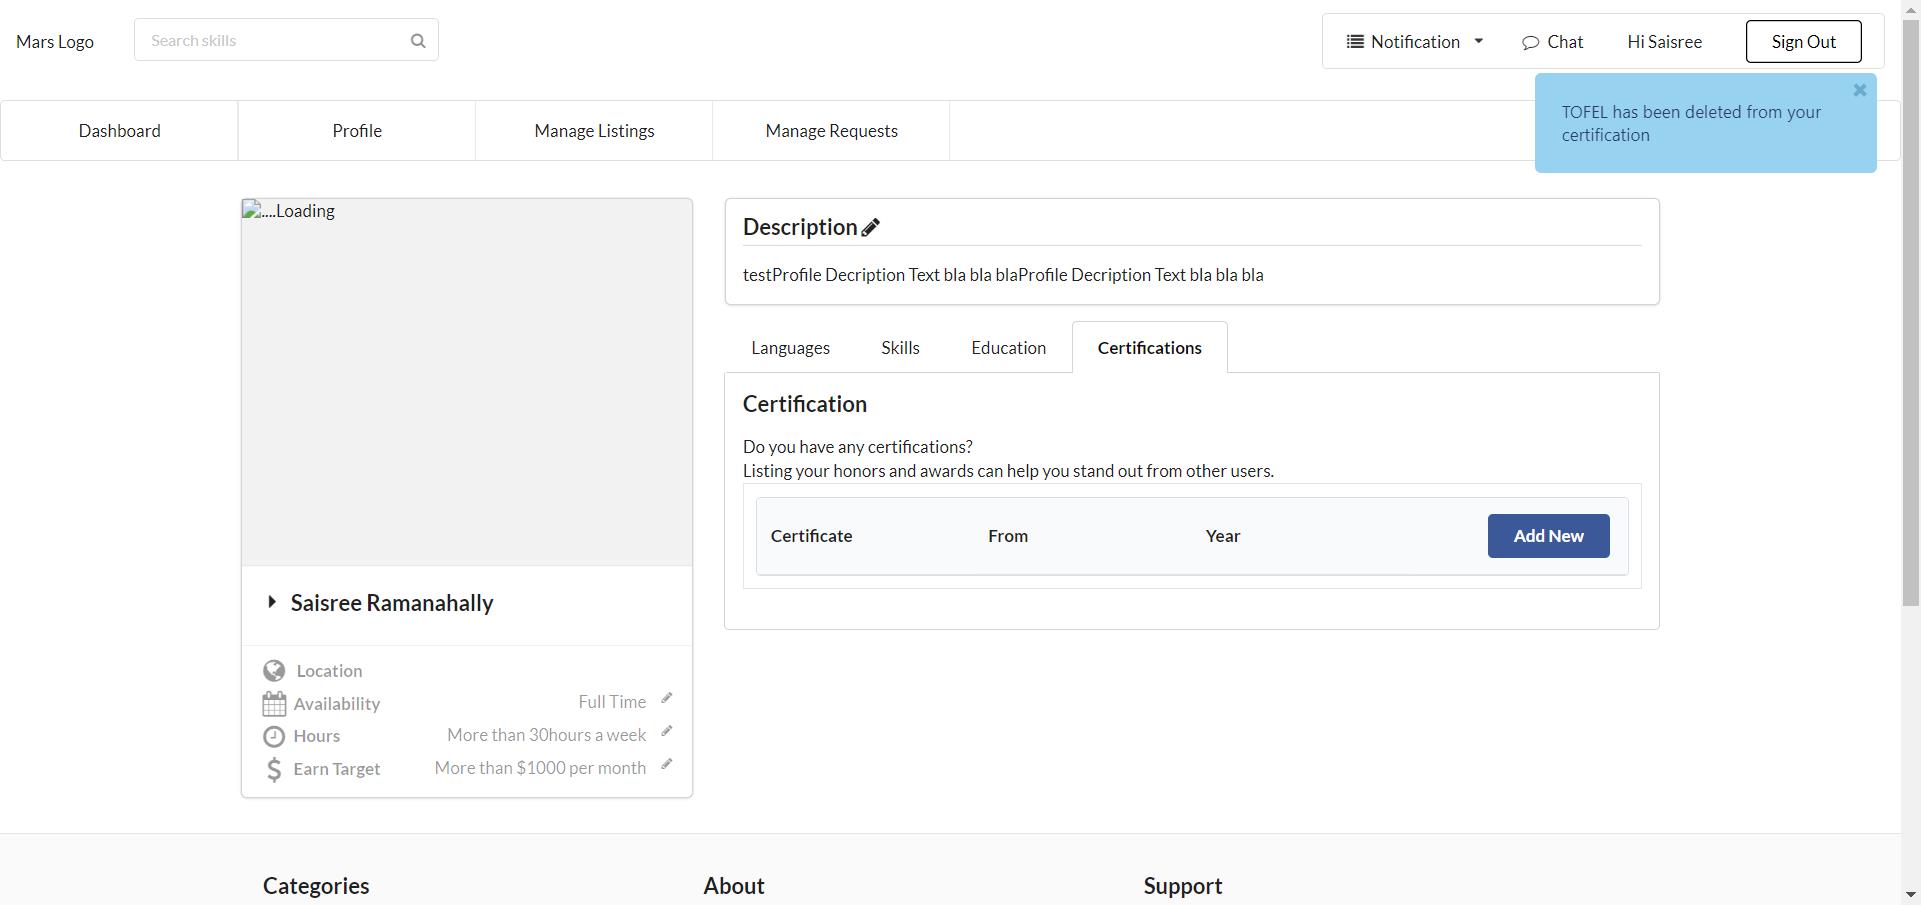 Mars Logo
Search skills
Notification
Chat
Hi Saisree
Sign Out
TOFEL has been deleted from your
certification
Dashboard
Profile
Manage Listings
Manage Requests
....Loading
Saisree Ramanahally
Location
Availability
Full Time
Hours
More than 30hours a week
Earn Target
More than $1000 per month
Description
testProfile Decription Text bla bla blaProfile Decription Text bla bla bla
Languages
Skills
Education
Certifications
Certification
Do you have any certifications?
Listing your honors and awards can help you stand out from other users.
Certificate
From
Year
Add New
Categories
About
Support